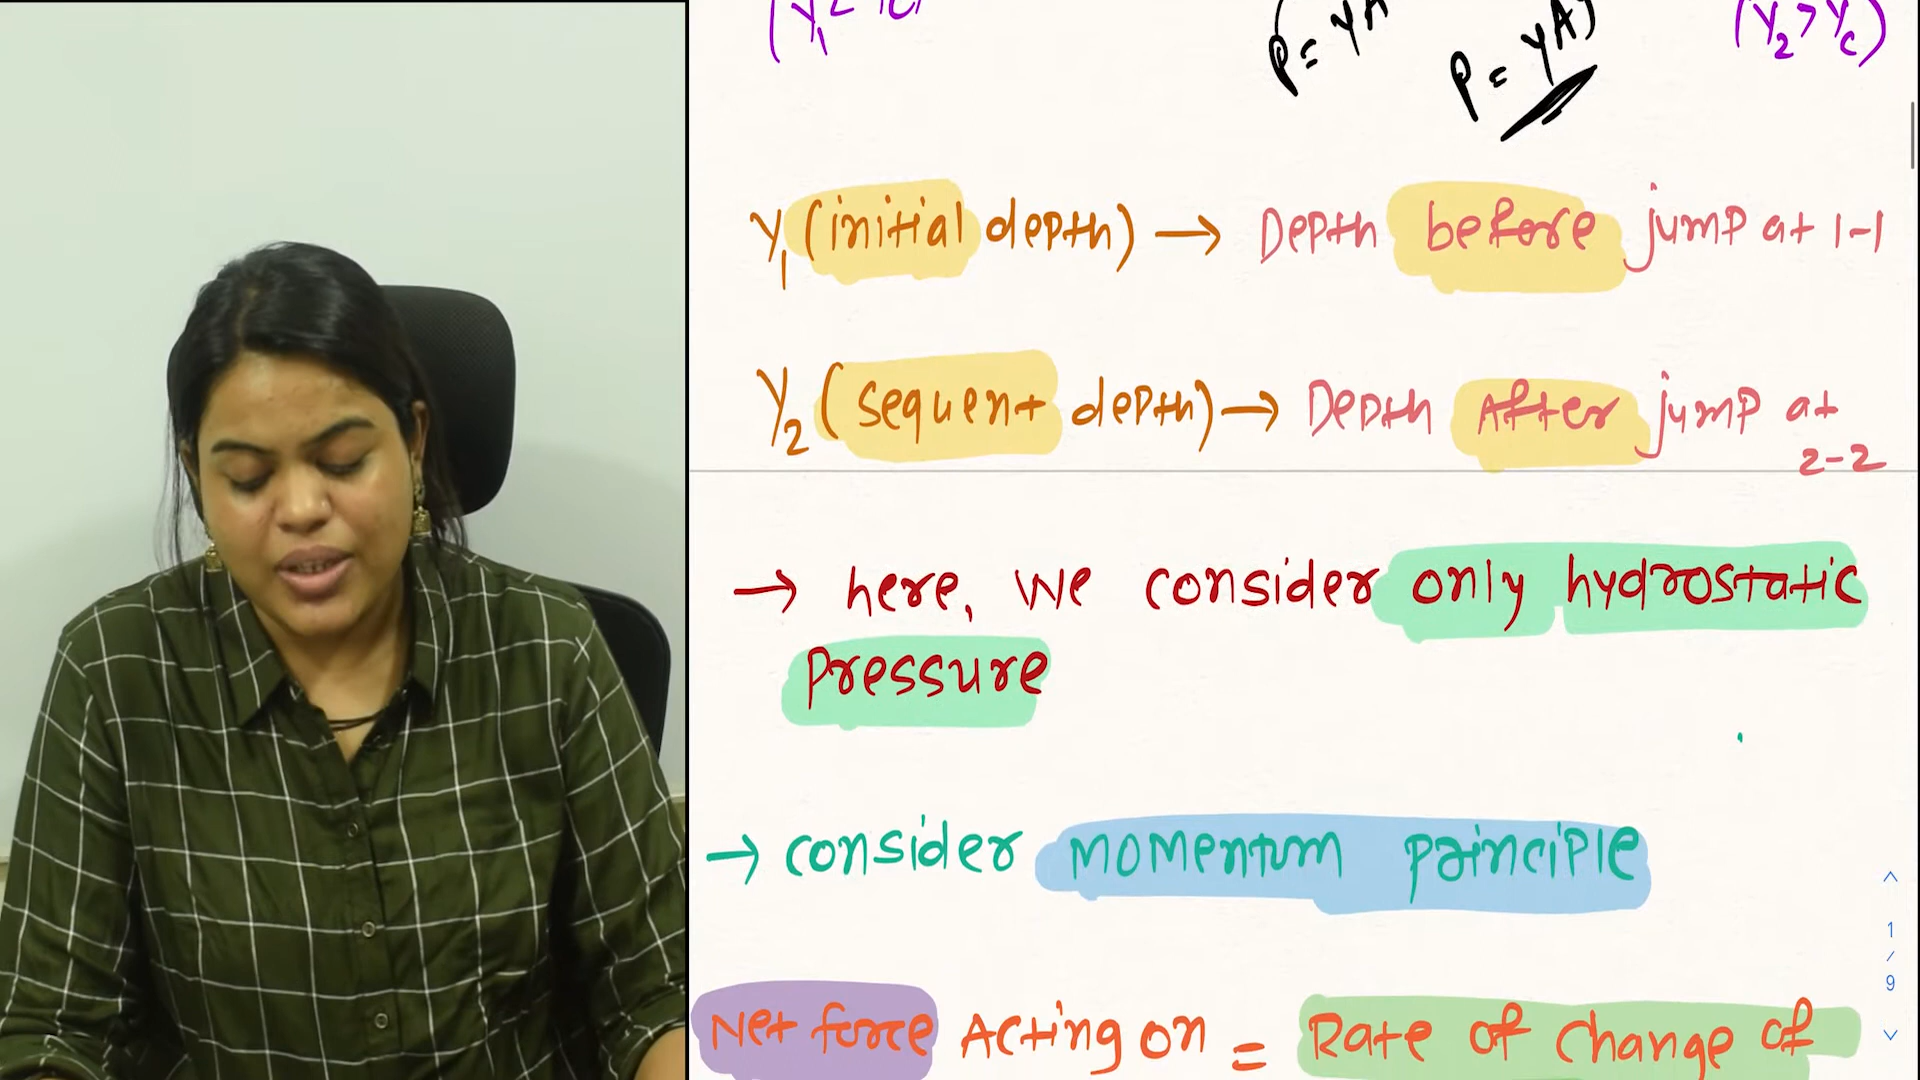 P = γA
P = γA)
(Y₂ > Yc)
Y₁ (initial depth) → Depth before jump at 1-1
Y₂ (sequent depth) → Depth After jump at
2-2
→ here, we consider only hydrostatic
pressure
→ consider momentum principle
Net force Acting on = Rate of change of
1
/
9